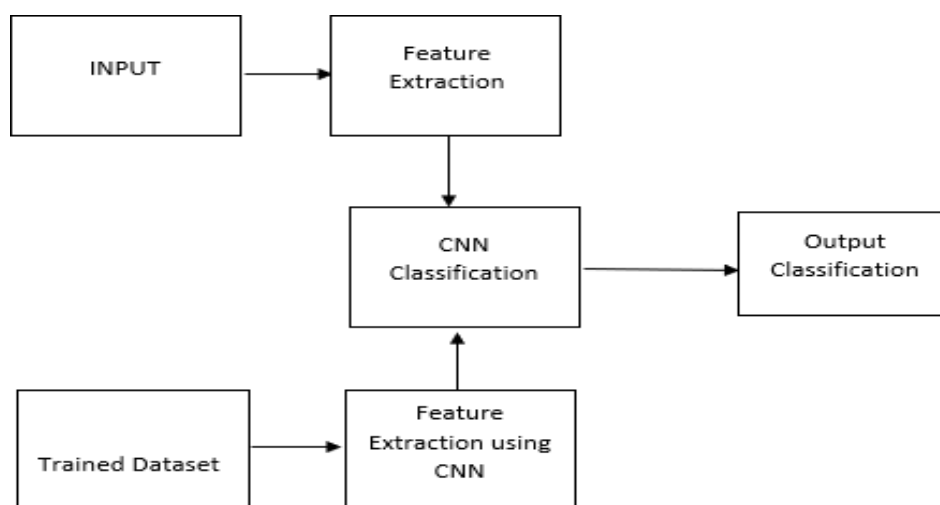 INPUT
Feature
Extraction
CNN
Classification
Output
Classification
Trained Dataset
Feature
Extraction using
CNN